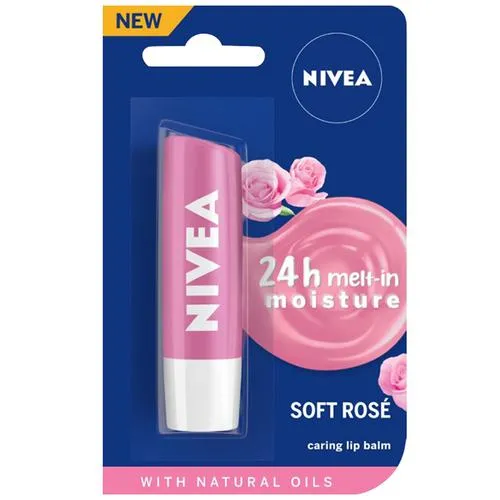 NEW
NIVEA
NIVEA
24h melt-in
moisture
SOFT ROSÉ
caring lip balm
WITH NATURAL OILS